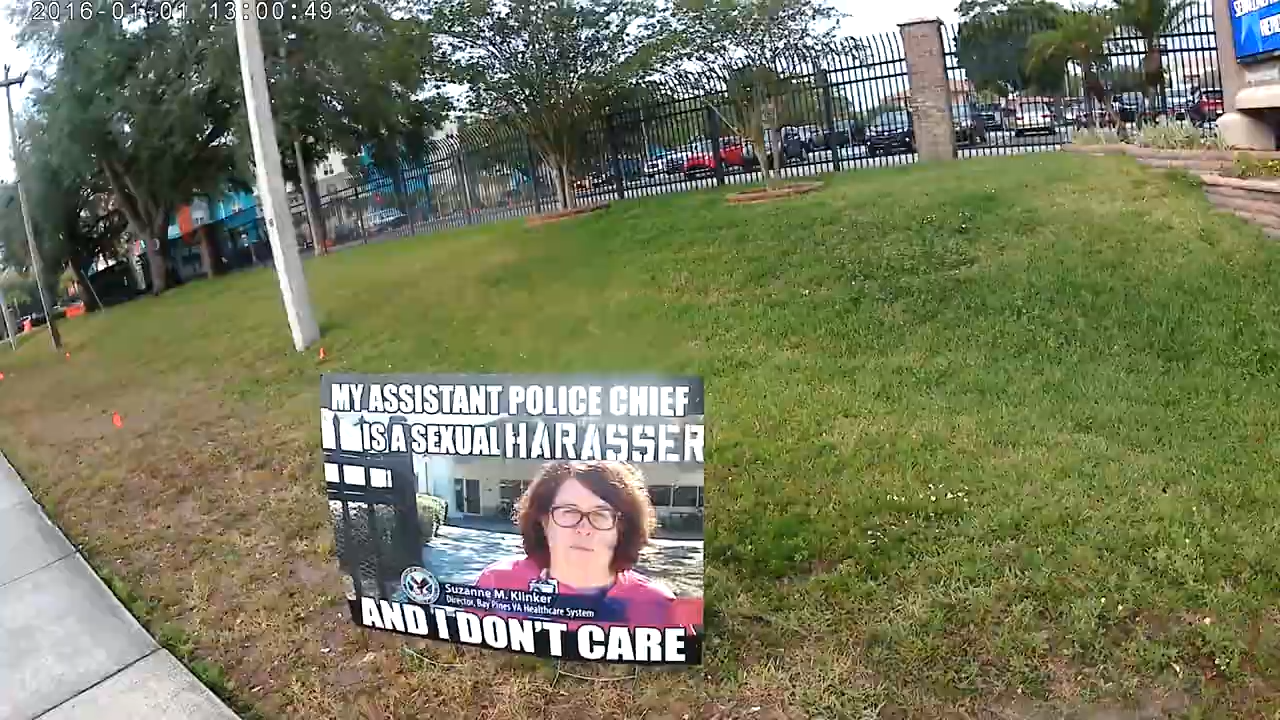 2016-01-01 13:00:49
MY ASSISTANT POLICE CHIEF
IS A SEXUAL HARASSER
Suzanne M. Klinker
Director, Bay Pines VA Healthcare System
AND I DON'T CARE